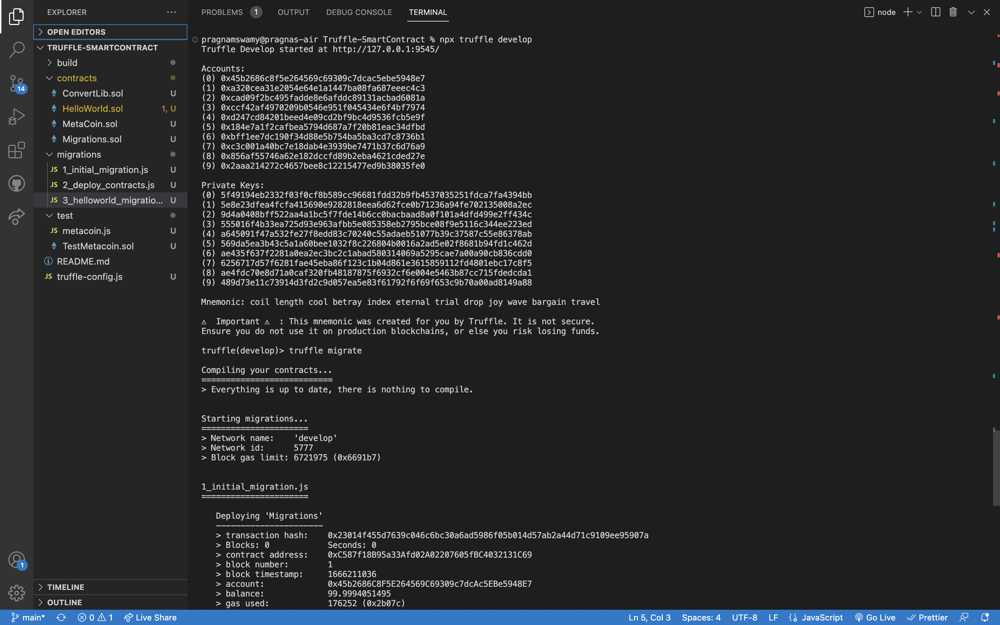 EXPLORER
OPEN EDITORS
TRUFFLE-SMARTCONTRACT
build
contracts
ConvertLib.sol U
HelloWorld.sol 1, U
MetaCoin.sol U
Migrations.sol U
migrations
JS 1_initial_migration.js U
JS 2_deploy_contracts.js U
JS 3_helloworld_migratio... U
test
JS metacoin.js U
TestMetacoin.sol U
README.md
JS truffle-config.js U
TIMELINE
OUTLINE
14
1
PROBLEMS 1 OUTPUT DEBUG CONSOLE TERMINAL
node
pragnamswamy@pragnas-air Truffle-SmartContract % npx truffle develop
Truffle Develop started at http://127.0.0.1:9545/
Accounts:
(0) 0x45b2686c8f5e264569c69309c7dcac5ebe5948e7
(1) 0xa320cea31e2054e64e1a1447ba08fa687eeec4c3
(2) 0xcad09f2bc495fadde8e6afddc89131acbad6081a
(3) 0xccf42af4970209b0546e951f045434e6f4bf7974
(4) 0xd247cd84201beed4e09cd2bf9bc4d9536fcb5e9f
(5) 0x184e7a1f2cafbea5794d687a7f20b81eac34dfbd
(6) 0xbff1ee7dc190f34d88e5b754ba5ba3cd7c8736b1
(7) 0xc3c001a40bc7e18dab4e3939be7471b37c6d76a9
(8) 0x856af55746a62e182dccfd89b2eba4621cded27e
(9) 0x2aaa214272c4657bee8c12215477ed9b38035fe0
Private Keys:
(0) 5f49194eb2332f03f0cf8b589cc96681fdd32b9fb4537035251fdca7fa4394bb
(1) 5e8e23dfea4fcfa415690e9282818eea6d62fce0b71236a94fe702135008a2ec
(2) 9d4a0408bff522aa4a1bc5f7fde14b6cc0bacbaad8a0f101a4dfd499e2ff434c
(3) 555016f4b33ea725d93e963afbb5e085358eb2795bce08f9e5116c344ee223ed
(4) a645091f47a532fe27f8edd83c70240c55adaeb51077b39c37587c55e86378ab
(5) 569da5ea3b43c5a1a60bee1032f8c226804b0016a2ad5e02f8681b94fd1c462d
(6) ae435f637f2281a0ea2ec3bc2c1abad580314069a5295cae7a00a90cb836cdd0
(7) 6256717d57f6281fae45eba86f123c1b04d861e3615859112fd4801ebc17c8f5
(8) ae4fdc70e8d71a0caf320fb48187875f6932cf6e004e5463b87cc715fdedcda1
(9) 489d73e11c73914d3fd2c9d057ea5e83f61792f6f69f653c9b70a00ad8149a88
Mnemonic: coil length cool betray index eternal trial drop joy wave bargain travel
⚠ Important ⚠ : This mnemonic was created for you by Truffle. It is not secure.
Ensure you do not use it on production blockchains, or else you risk losing funds.
truffle(develop)> truffle migrate
Compiling your contracts...
===========================
> Everything is up to date, there is nothing to compile.
Starting migrations...
======================
> Network name: 'develop'
> Network id: 5777
> Block gas limit: 6721975 (0x6691b7)
1_initial_migration.js
======================
Deploying 'Migrations'
----------------------
> transaction hash: 0x23014f455d7639c046c6bc30a6ad5986f05b014d57ab2a44d71c9109ee95907a
> Blocks: 0 Seconds: 0
> contract address: 0xC587f18B95a33Afd02A02207605fBC4032131C69
> block number: 1
> block timestamp: 1666211036
> account: 0x45b2686C8F5E264569C69309c7dcAc5EBe5948E7
> balance: 99.9994051495
> gas used: 176252 (0x2b07c)
main* 0 1 Live Share Ln 5, Col 3 Spaces: 4 UTF-8 LF JavaScript Go Live Prettier